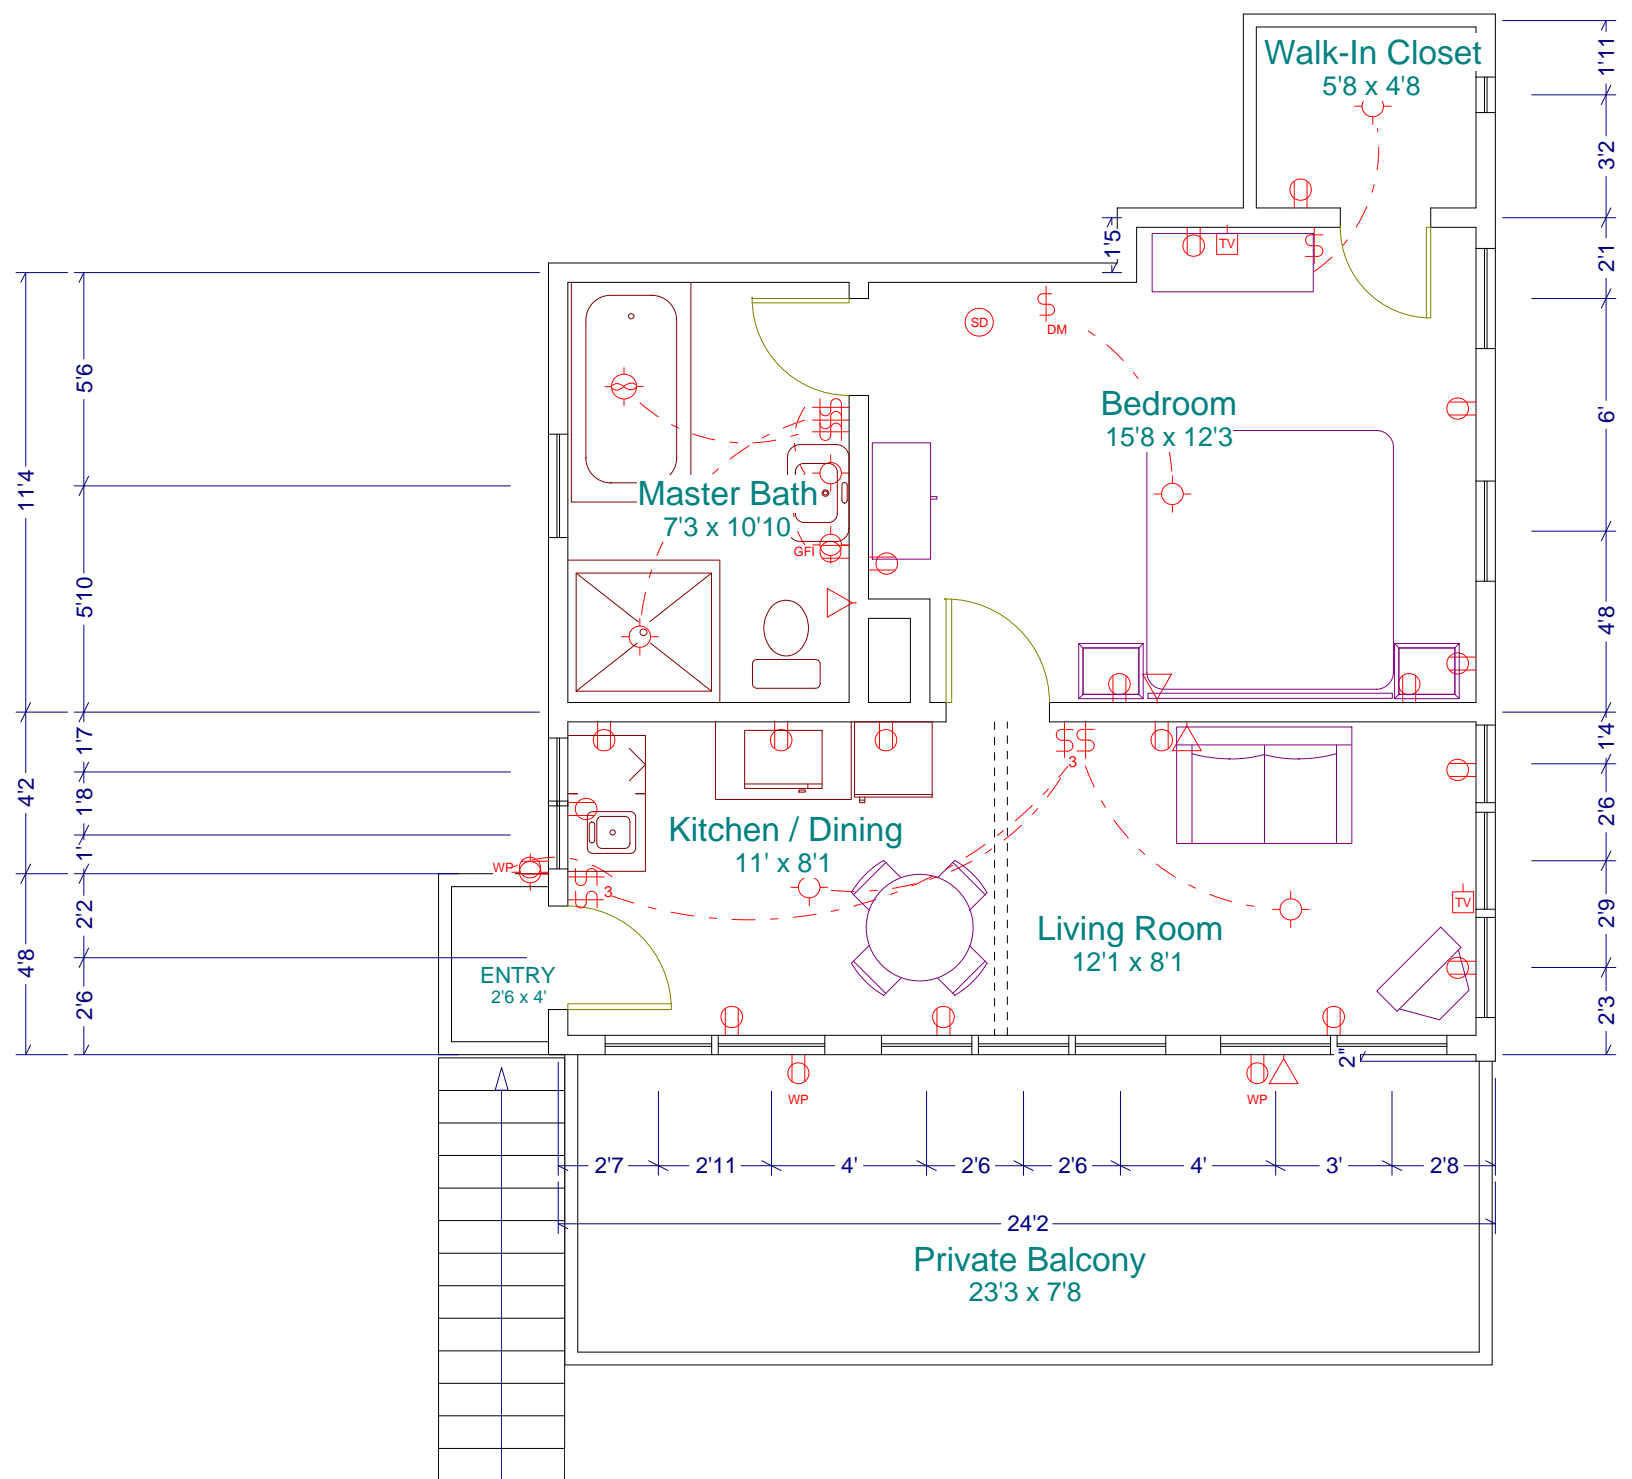 Walk-In Closet
5'8 x 4'8
1'11
3'2
1'5
TV
2'1
SD
$
DM
$
5'6
11'4
Bedroom
15'8 x 12'3
6'
Master Bath
7'3 x 10'10
GFI
5'10
4'8
1'7
1'4
$$
3
4'2
1'8
2'6
Kitchen / Dining
11' x 8'1
1'
WP
3
TV
2'2
2'9
Living Room
12'1 x 8'1
4'8
ENTRY
2'6 x 4'
2'6
2'3
2"
WP
WP
2'7
2'11
4'
2'6
2'6
4'
3'
2'8
24'2
Private Balcony
23'3 x 7'8